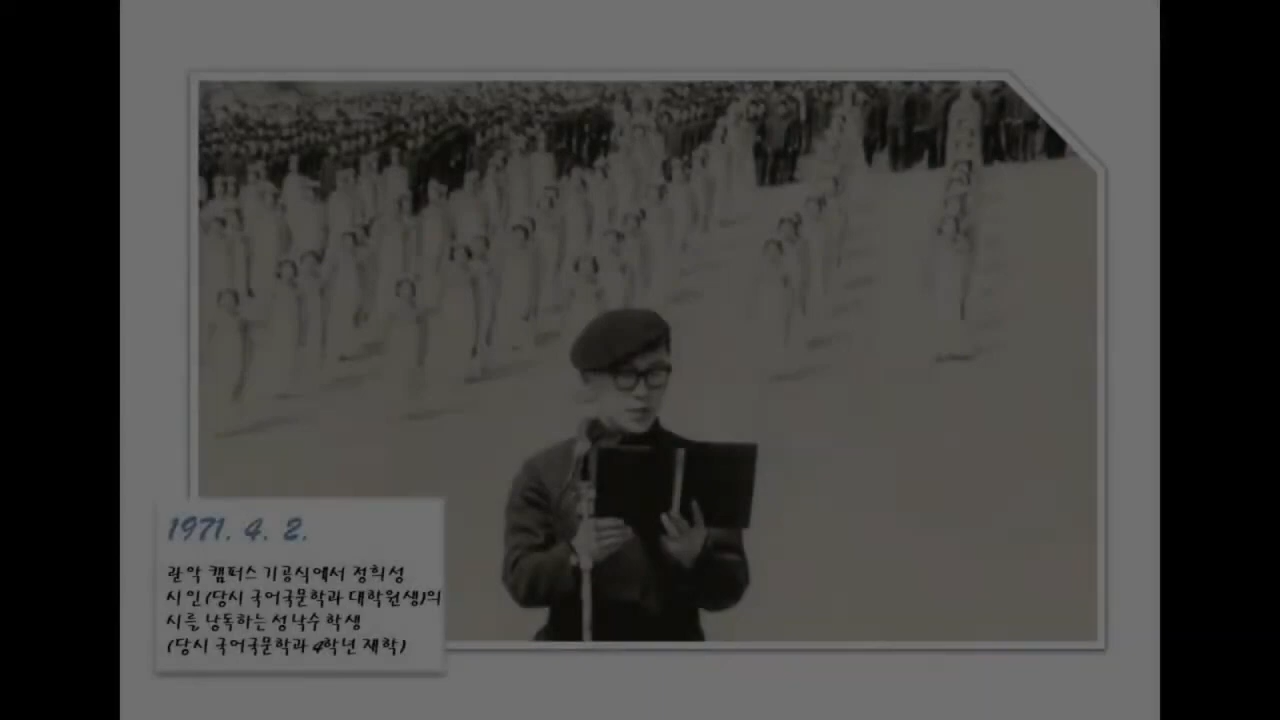 1971. 4. 2.
관악 캠퍼스 기공식에서 정희성
시인(당시 국어국문학과 대학원생)의
시를 낭독하는 성낙수 학생
(당시 국어국문학과 4학년 재학)